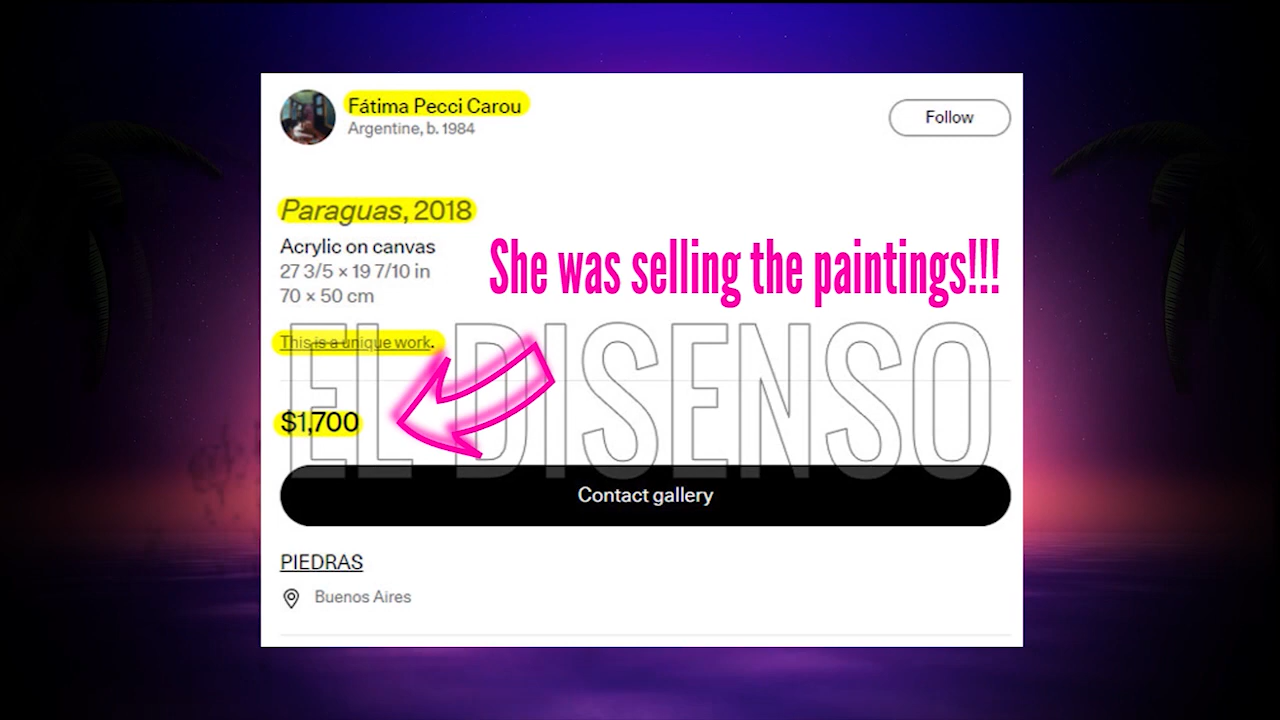 Fátima Pecci Carou
Argentine, b. 1984
Follow
Paraguas, 2018
Acrylic on canvas
27 3/5 × 19 7/10 in
70 × 50 cm
She was selling the paintings!!!
This is a unique work.
EL DISENSO
$1,700
Contact gallery
PIEDRAS
Buenos Aires